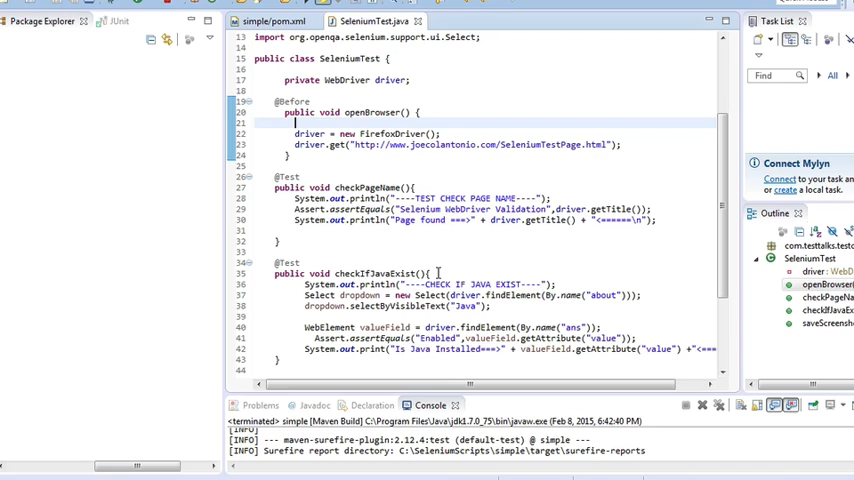 Package Explorer
JUnit
simple/pom.xml
SeleniumTest.java
Task List
Find
All
Connect Mylyn
Connect to your task an
or create a local task.
Outline
com.testtalks.tes
SeleniumTest
driver : WebD
openBrowser(
checkPageNa
checkIfJavaEx
saveScreensh
13 import org.openqa.selenium.support.ui.Select;
14
15 public class SeleniumTest {
16
17 private WebDriver driver;
18
19 @Before
20 public void openBrowser() {
21
22 driver = new FirefoxDriver();
23 driver.get("http://www.joecolantonio.com/SeleniumTestPage.html");
24 }
25
26 @Test
27 public void checkPageName(){
28 System.out.println("----TEST CHECK PAGE NAME----");
29 Assert.assertEquals("Selenium WebDriver Validation",driver.getTitle());
30 System.out.println("Page found ===>" + driver.getTitle() + "<======\n");
31
32 }
33
34 @Test
35 public void checkIfJavaExist(){
36 System.out.println("----CHECK IF JAVA EXIST----");
37 Select dropdown = new Select(driver.findElement(By.name("about")));
38 dropdown.selectByVisibleText("Java");
39
40 WebElement valueField = driver.findElement(By.name("ans"));
41 Assert.assertEquals("Enabled",valueField.getAttribute("value"));
42 System.out.print("Is Java Installed===>" + valueField.getAttribute("value") +"<===
43 }
44
Problems
Javadoc
Declaration
Console
<terminated> simple [Maven Build] C:\Program Files\Java\jdk1.7.0_75\bin\javaw.exe (Feb 8, 2015, 6:42:40 PM)
[INFO]
[INFO] --- maven-surefire-plugin:2.12.4:test (default-test) @ simple ---
[INFO] Surefire report directory: C:\SeleniumScripts\simple\target\surefire-reports